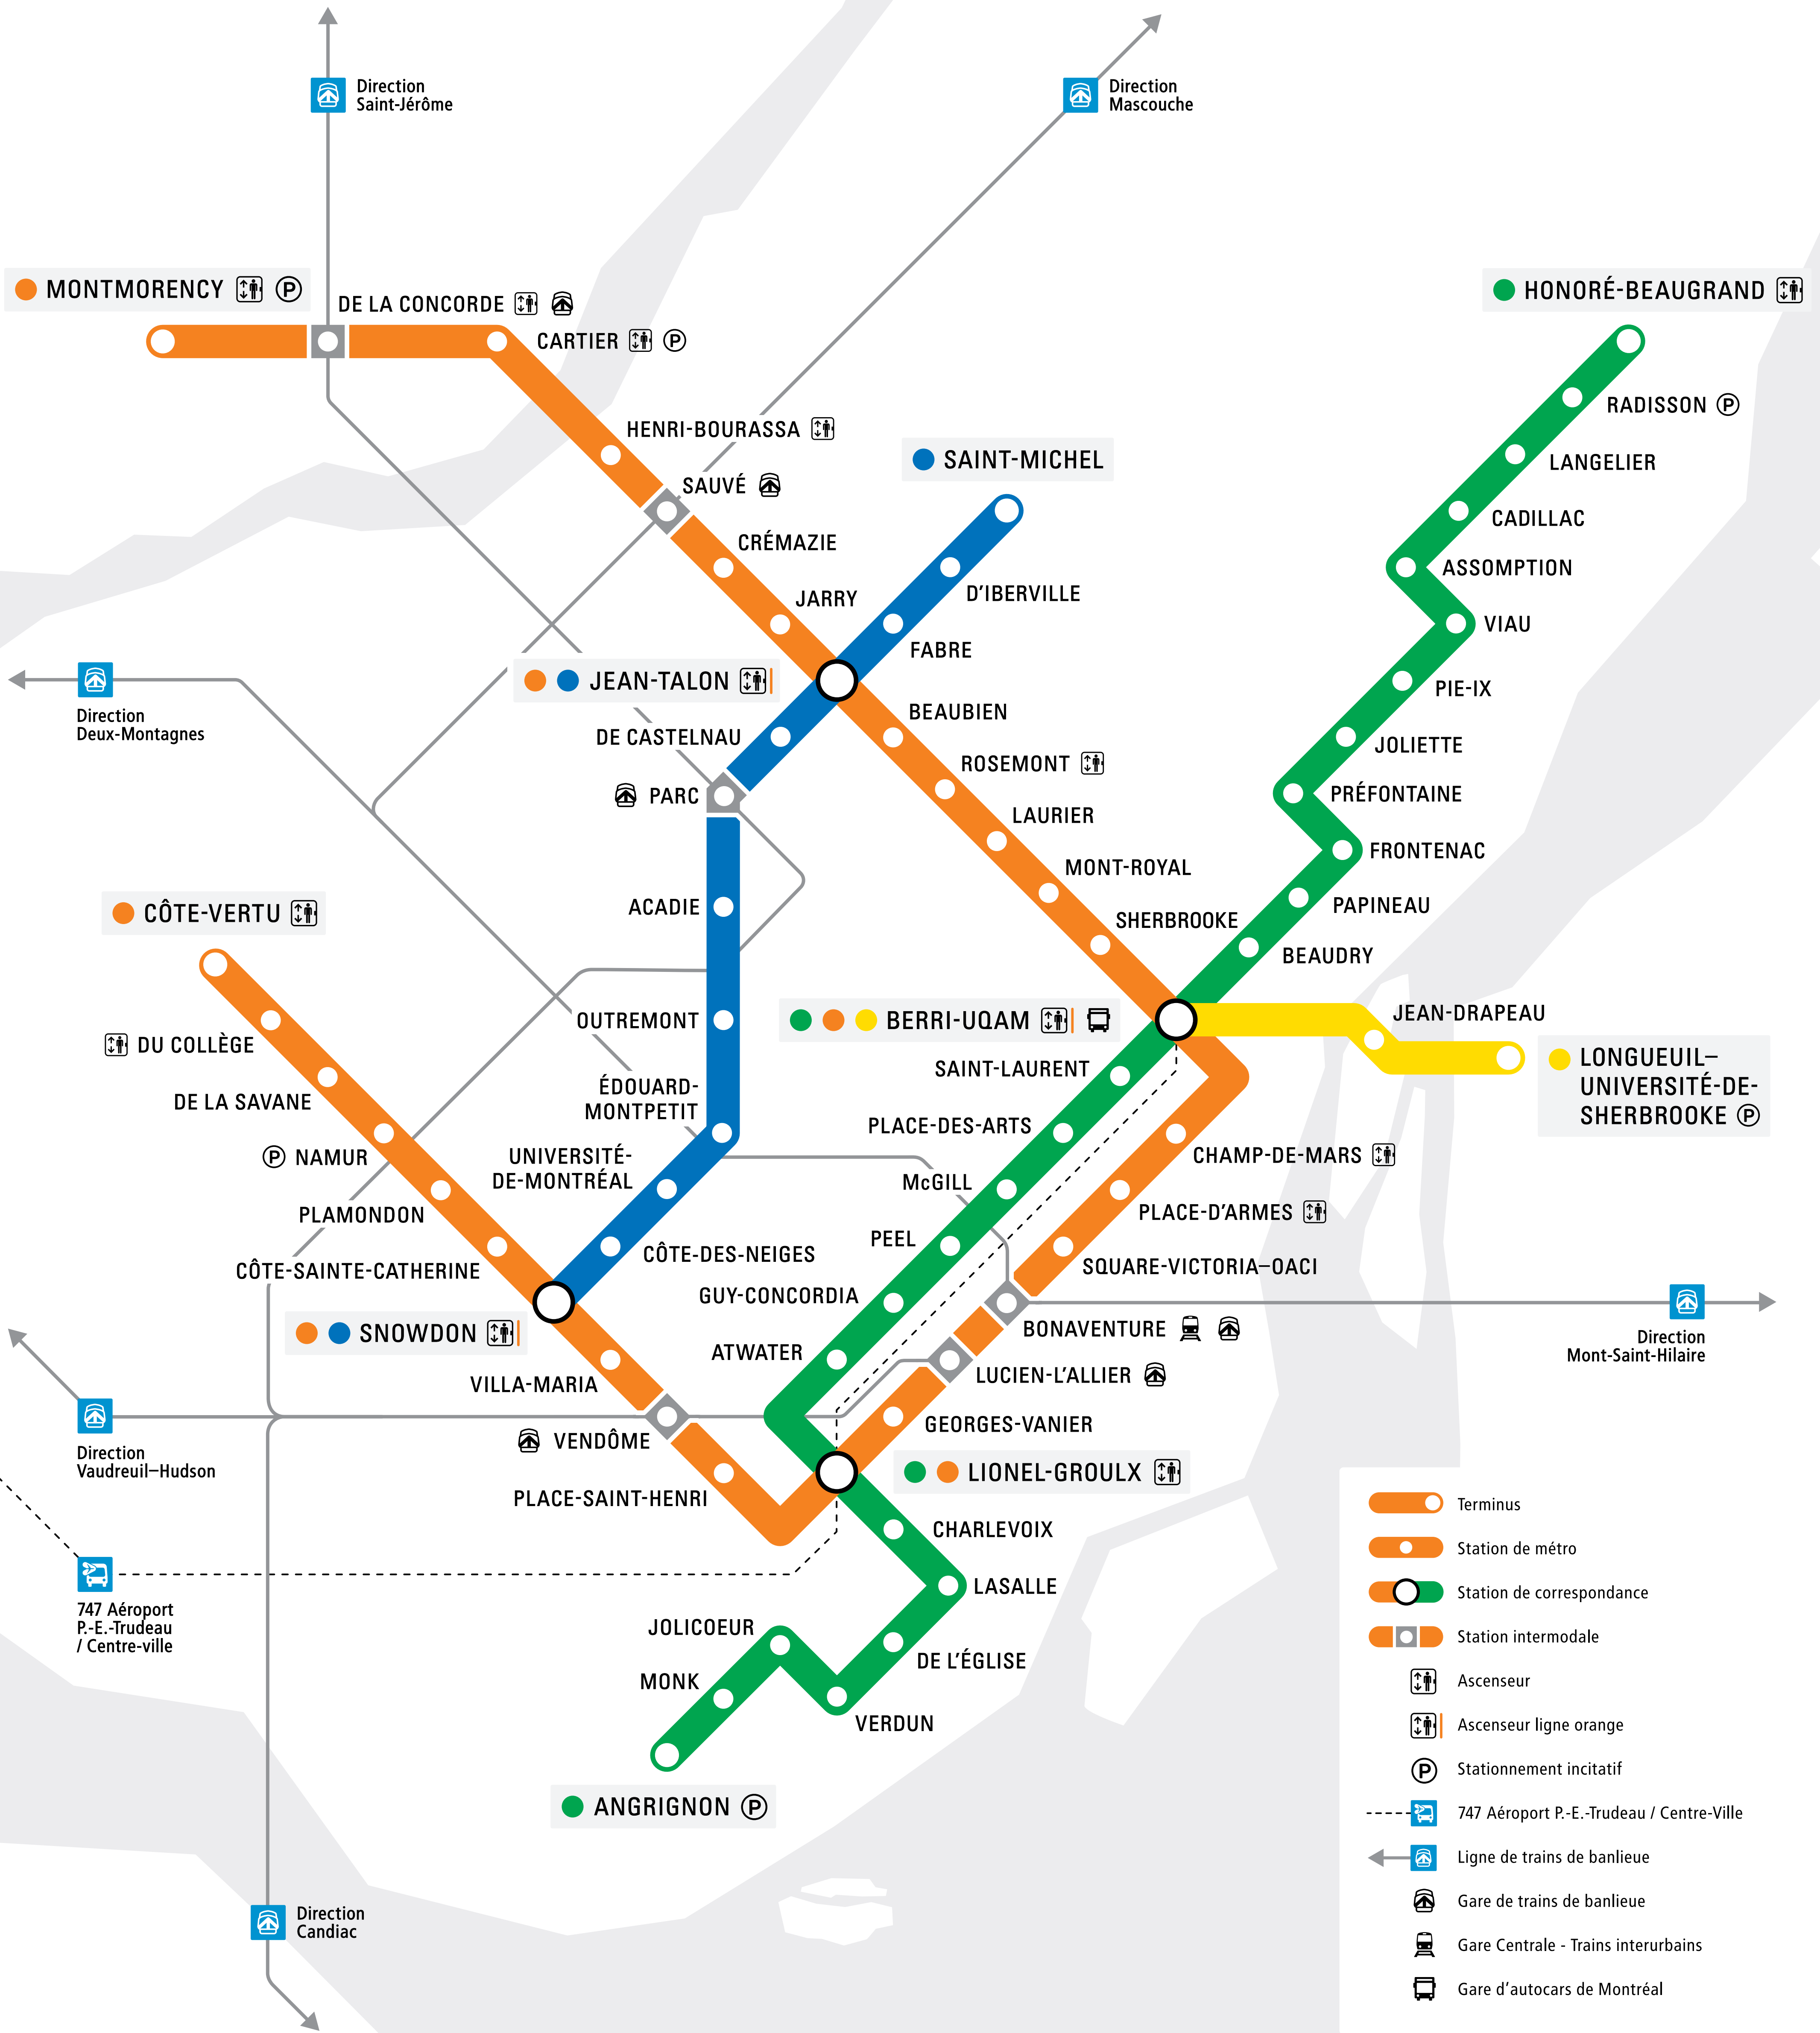 Direction
Saint-Jérôme
Direction
Mascouche
MONTMORENCY P
DE LA CONCORDE
CARTIER P
HONORÉ-BEAUGRAND
RADISSON P
HENRI-BOURASSA
SAINT-MICHEL
LANGELIER
SAUVÉ
CADILLAC
CRÉMAZIE
ASSOMPTION
D'IBERVILLE
JARRY
VIAU
FABRE
JEAN-TALON
PIE-IX
Direction
Deux-Montagnes
BEAUBIEN
DE CASTELNAU
JOLIETTE
ROSEMONT
PARC
PRÉFONTAINE
LAURIER
FRONTENAC
MONT-ROYAL
CÔTE-VERTU
ACADIE
PAPINEAU
SHERBROOKE
BEAUDRY
JEAN-DRAPEAU
OUTREMONT
BERRI-UQAM
DU COLLÈGE
LONGUEUIL–
UNIVERSITÉ-DE-
SHERBROOKE P
SAINT-LAURENT
DE LA SAVANE
ÉDOUARD-
MONTPETIT
PLACE-DES-ARTS
P NAMUR
UNIVERSITÉ-
DE-MONTRÉAL
CHAMP-DE-MARS
McGILL
PLAMONDON
PLACE-D'ARMES
PEEL
CÔTE-DES-NEIGES
CÔTE-SAINTE-CATHERINE
SQUARE-VICTORIA–OACI
GUY-CONCORDIA
SNOWDON
BONAVENTURE
Direction
Mont-Saint-Hilaire
ATWATER
LUCIEN-L'ALLIER
VILLA-MARIA
GEORGES-VANIER
VENDÔME
Direction
Vaudreuil–Hudson
LIONEL-GROULX
PLACE-SAINT-HENRI
CHARLEVOIX
LASALLE
747 Aéroport
P.-E.-Trudeau
/ Centre-ville
JOLICOEUR
DE L'ÉGLISE
MONK
VERDUN
ANGRIGNON P
Direction
Candiac
Terminus
Station de métro
Station de correspondance
Station intermodale
Ascenseur
Ascenseur ligne orange
P Stationnement incitatif
747 Aéroport P.-E.-Trudeau / Centre-Ville
Ligne de trains de banlieue
Gare de trains de banlieue
Gare Centrale - Trains interurbains
Gare d'autocars de Montréal